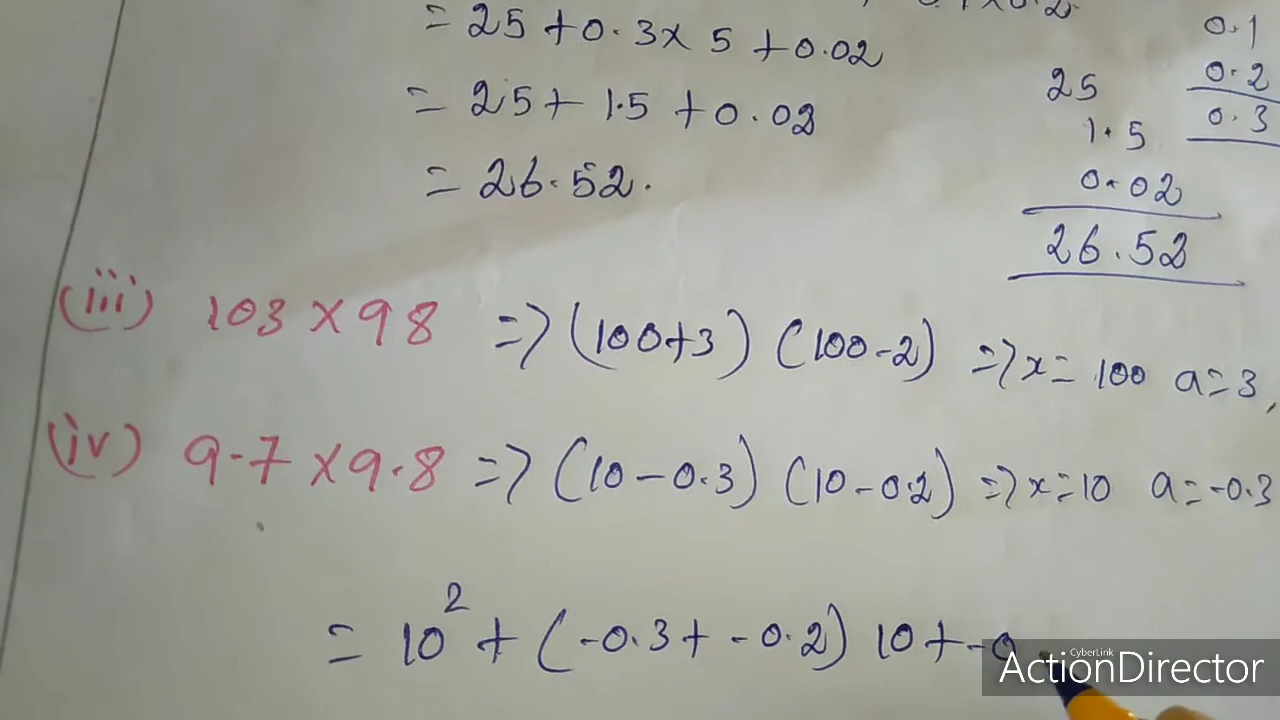 = 25 + 0.3 x 5 + 0.02
= 25 + 1.5 + 0.02
= 26.52.
0.1
0.2
0.3
25
1.5
0.02
26.52
(iii) 103 x 98 => (100+3) (100-2) => x = 100 a = 3,
(iv) 9.7 x 9.8 => (10 - 0.3) (10 - 0.2) => x = 10 a = -0.3
= 10² + (-0.3 + -0.2) 10 + -0.
CyberLink
ActionDirector